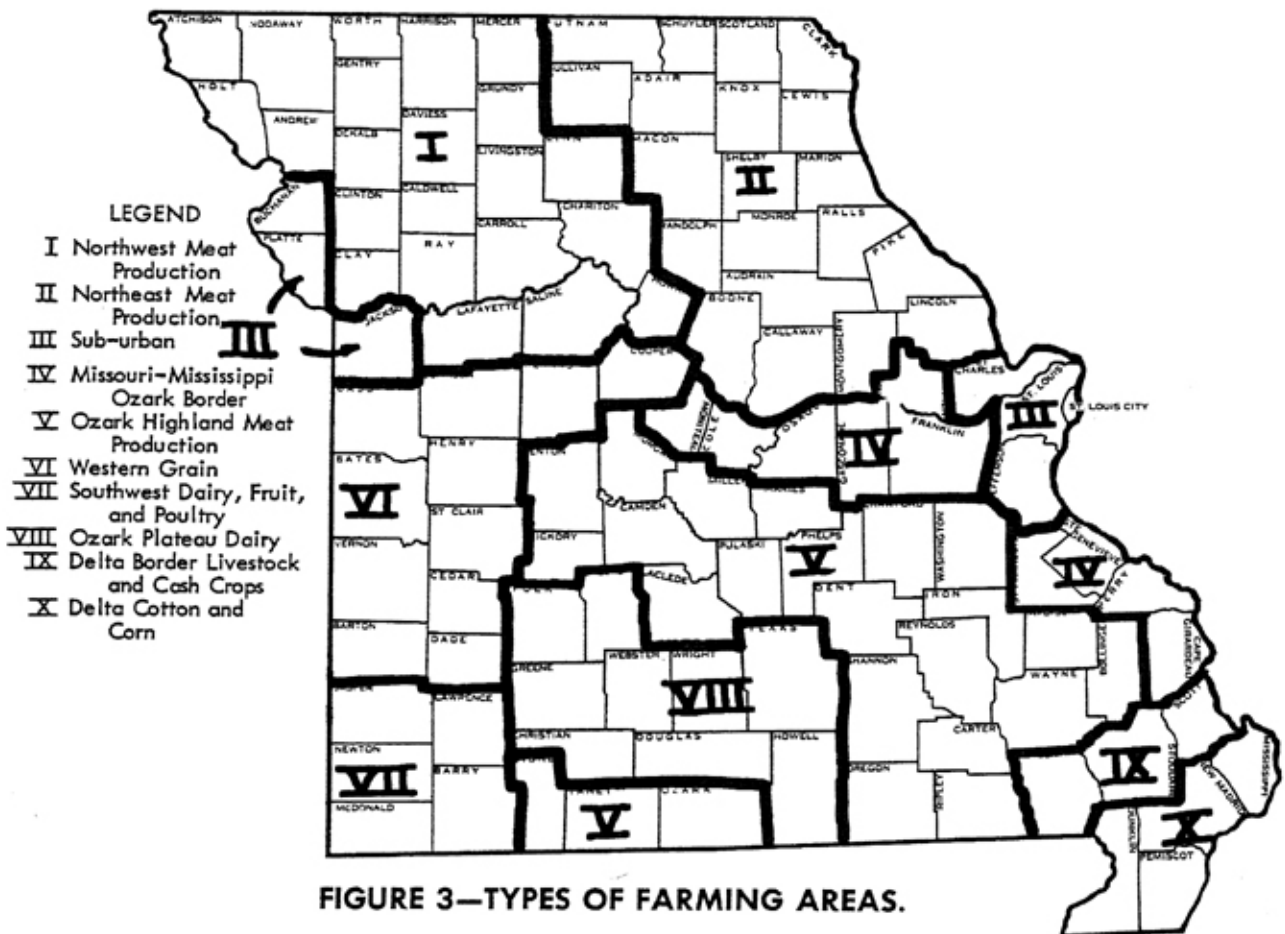 ATCHISON
NODAWAY
WORTH
HARRISON
MERCER
SCHUYLER
SCOTLAND
CLARK
GENTRY
SULLIVAN
ADAIR
HOLT
GRUNDY
KNOX
LEWIS
ANDREW
DAVIESS
DEKALB
I
MACON
LIVINGSTON
SHELBY
MARION
II
BUCHANAN
CLINTON
CALDWELL
CHARITON
LEGEND
I Northwest Meat
Production
II Northeast Meat
Production
III Sub-urban
IV Missouri-Mississippi
Ozark Border
V Ozark Highland Meat
Production
VI Western Grain
VII Southwest Dairy, Fruit,
and Poultry
VIII Ozark Plateau Dairy
IX Delta Border Livestock
and Cash Crops
X Delta Cotton and
Corn
PLATTE
CLAY
RAY
CARROLL
RANDOLPH
MONROE
RALLS
PIKE
AUDRAIN
III
JACKSON
LAFAYETTE
SALINE
BOONE
LINCOLN
CALLAWAY
MONTGOMERY
COOPER
CHARLES
ST. LOUIS
III
ST. LOUIS CITY
MONITEAU
COLE
FRANKLIN
IV
HENRY
BATES
VI
ST CLAIR
CAMDEN
VERNON
PULASKI
PHELPS
V
WASHINGTON
IV
PERRY
CEDAR
DENT
IRON
BARTON
DADE
TEXAS
REYNOLDS
CAPE
GIRARDEAU
GREENE
WEBSTER
WRIGHT
VIII
SHANNON
WAYNE
SCOTT
CHRISTIAN
DOUGLAS
HOWELL
CARTER
NEWTON
VII
BARRY
MCDONALD
TANEY
OZARK
V
OREGON
RIPLEY
IX
STODDARD
MISSISSIPPI
NEW MADRID
X
DUNKLIN
PEMISCOT
FIGURE 3—TYPES OF FARMING AREAS.